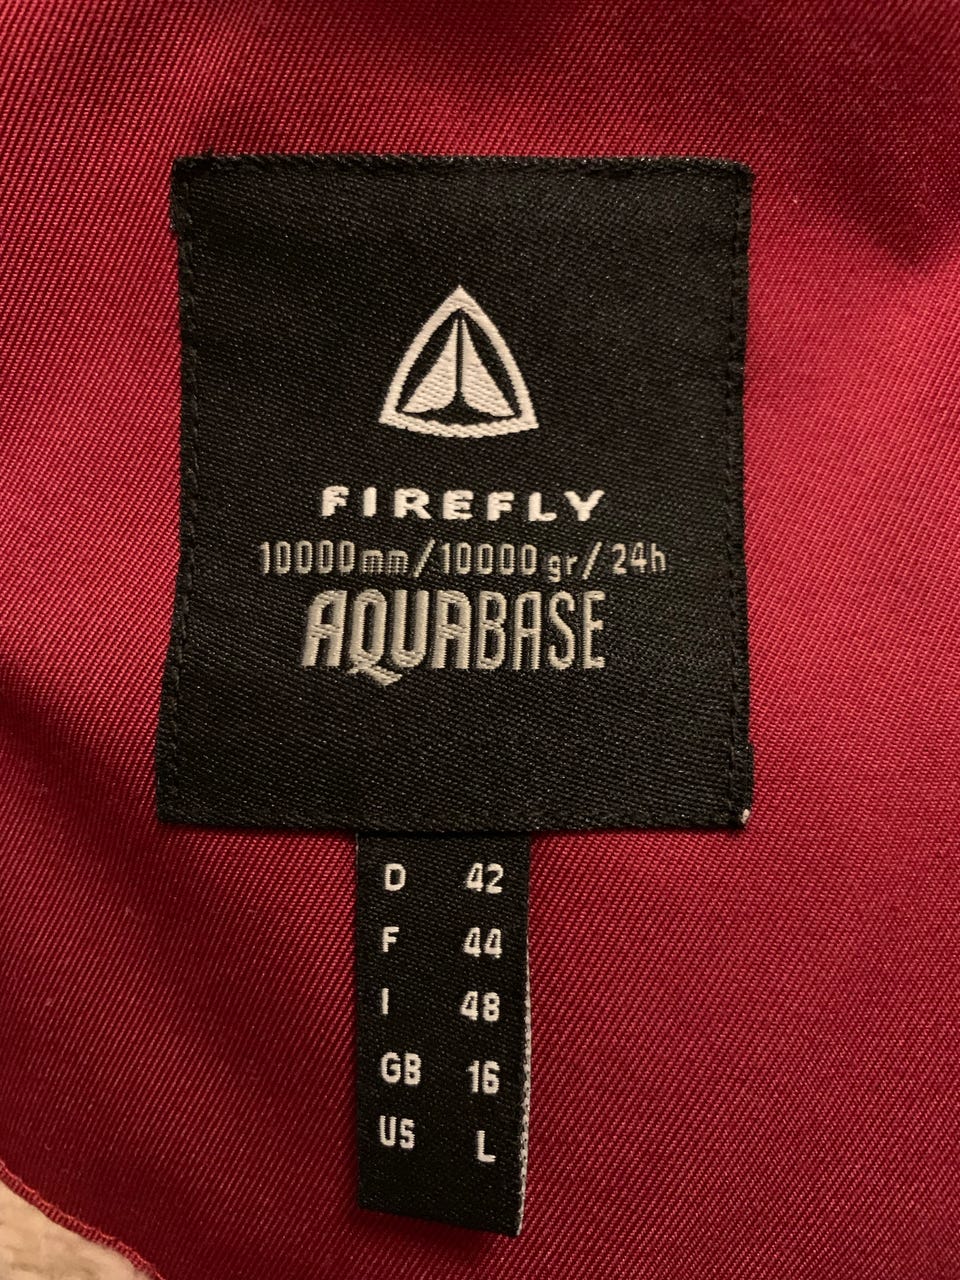 FIREFLY
10000mm/10000gr/24h
AQUABASE
D 42
F 44
I 48
GB 16
US L